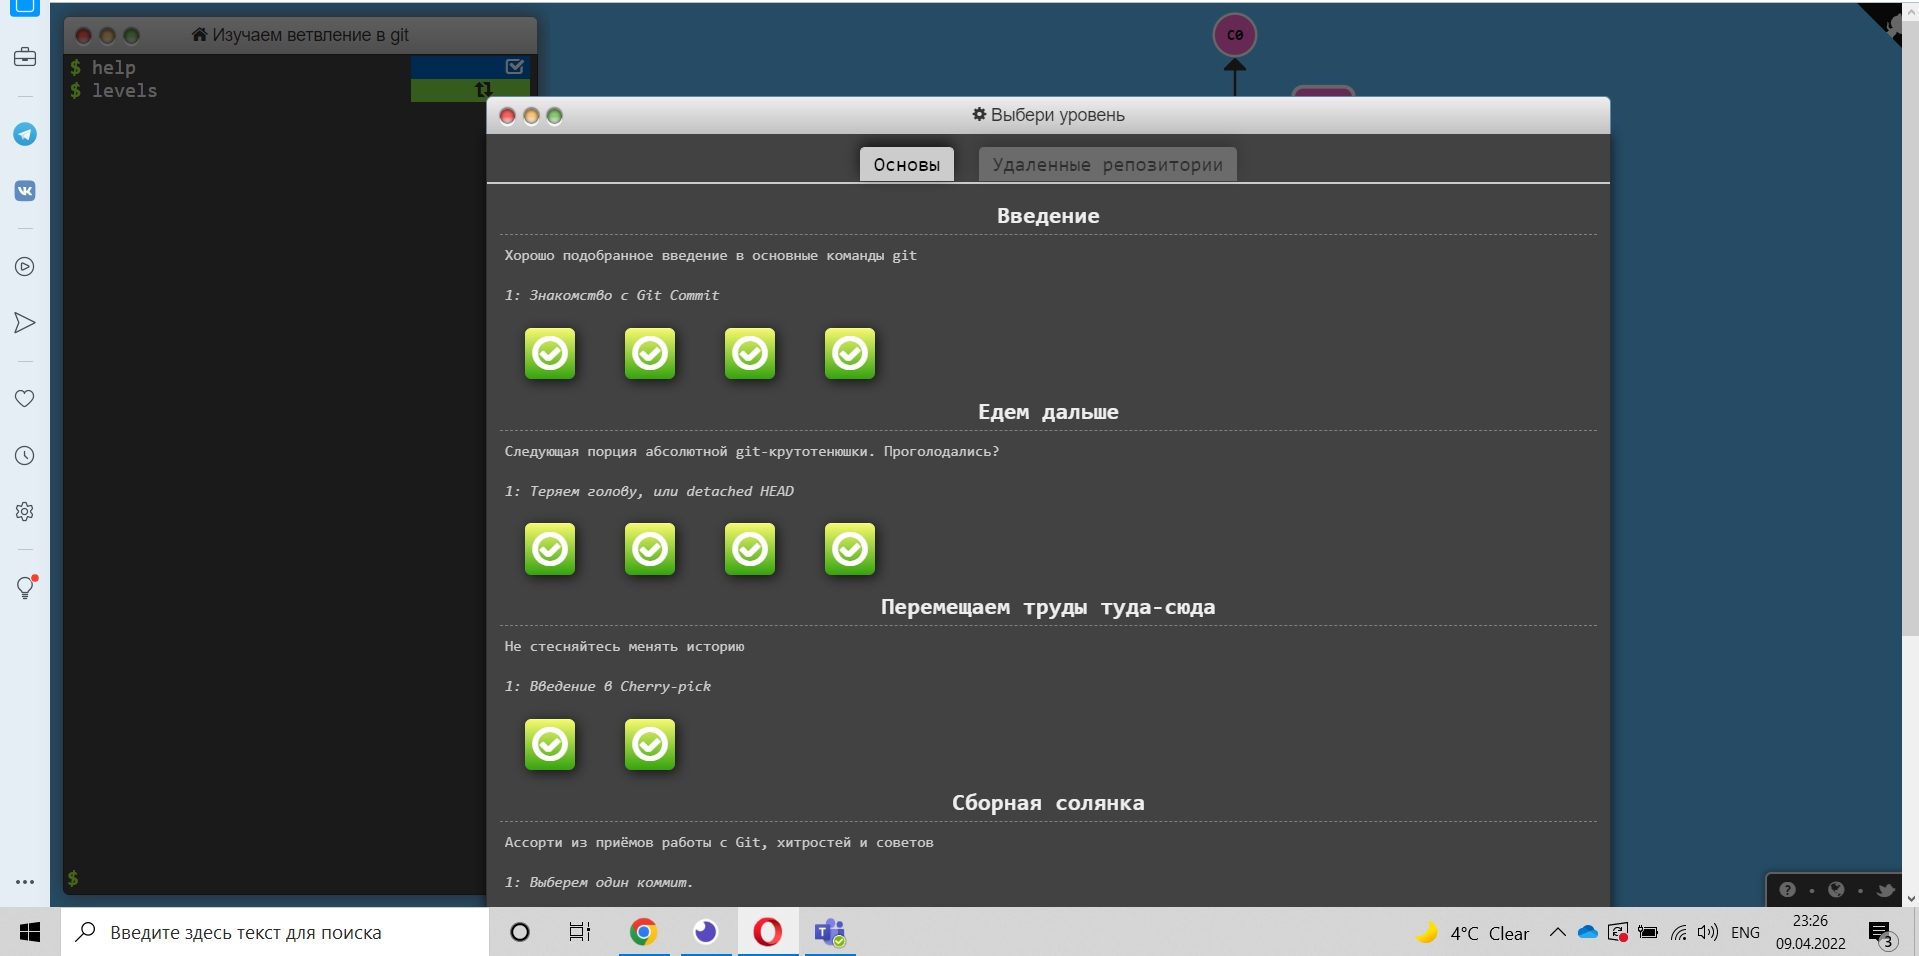 Изучаем ветвление в git
$ help
$ levels
C0
Выбери уровень
Основы
Удаленные репозитории
Введение
Хорошо подобранное введение в основные команды git
1: Знакомство с Git Commit
Едем дальше
Следующая порция абсолютной git-крутотенюшки. Проголодались?
1: Теряем голову, или detached HEAD
Перемещаем труды туда-сюда
Не стесняйтесь менять историю
1: Введение в Cherry-pick
Сборная солянка
Ассорти из приёмов работы с Git, хитростей и советов
1: Выберем один коммит.
$
Введите здесь текст для поиска
4°C Clear
ENG
23:26
09.04.2022
3